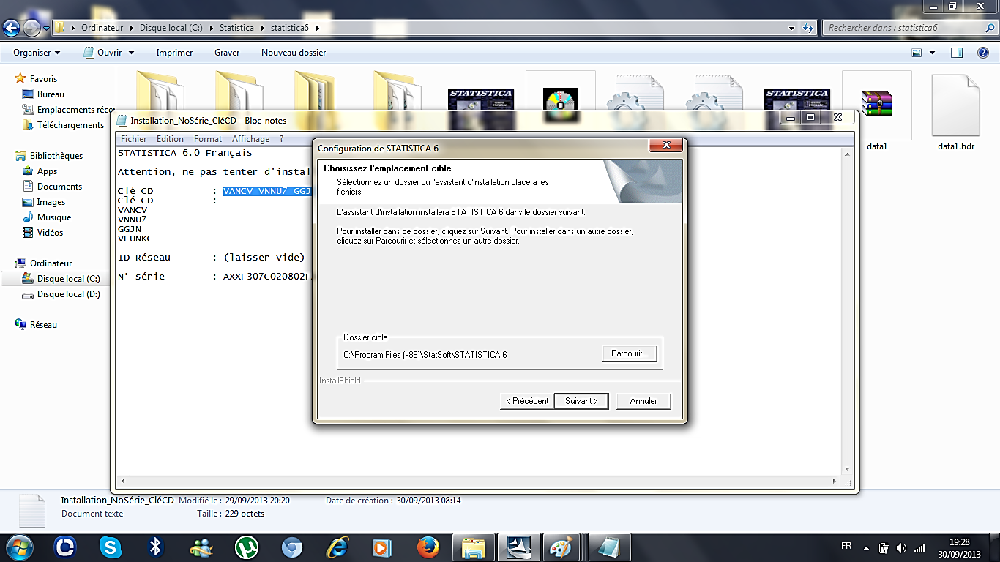 Ordinateur Disque local (C:) Statistica statistica6
Rechercher dans : statistica6
Organiser Ouvrir Imprimer Graver Nouveau dossier
Favoris
Bureau
Emplacements réce
Téléchargements
Bibliothèques
Apps
Documents
Images
Musique
Vidéos
Ordinateur
Disque local (C:)
Disque local (D:)
Réseau
STATISTICA
STATISTICA
data1
data1.hdr
Installation_NoSérie_CléCD - Bloc-notes
Fichier Edition Format Affichage ?
STATISTICA 6.0 Français
Attention, ne pas tenter d'instal
Clé CD : VANCV VNNU7 GGJ
Clé CD :
VANCV
VNNU7
GGJN
VEUNKC
ID Réseau : (laisser vide)
N° série : AXXF307C020802F
Configuration de STATISTICA 6
Choisissez l'emplacement cible
Sélectionnez un dossier où l'assistant d'installation placera les
fichiers.
L'assistant d'installation installera STATISTICA 6 dans le dossier suivant.
Pour installer dans ce dossier, cliquez sur Suivant. Pour installer dans un autre dossier,
cliquez sur Parcourir et sélectionnez un autre dossier.
Dossier cible
C:\Program Files (x86)\StatSoft\STATISTICA 6
Parcourir...
InstallShield
< Précédent Suivant > Annuler
Installation_NoSérie_CléCD Modifié le : 29/09/2013 20:20 Date de création : 30/09/2013 08:14
Document texte Taille : 229 octets
FR
19:28
30/09/2013